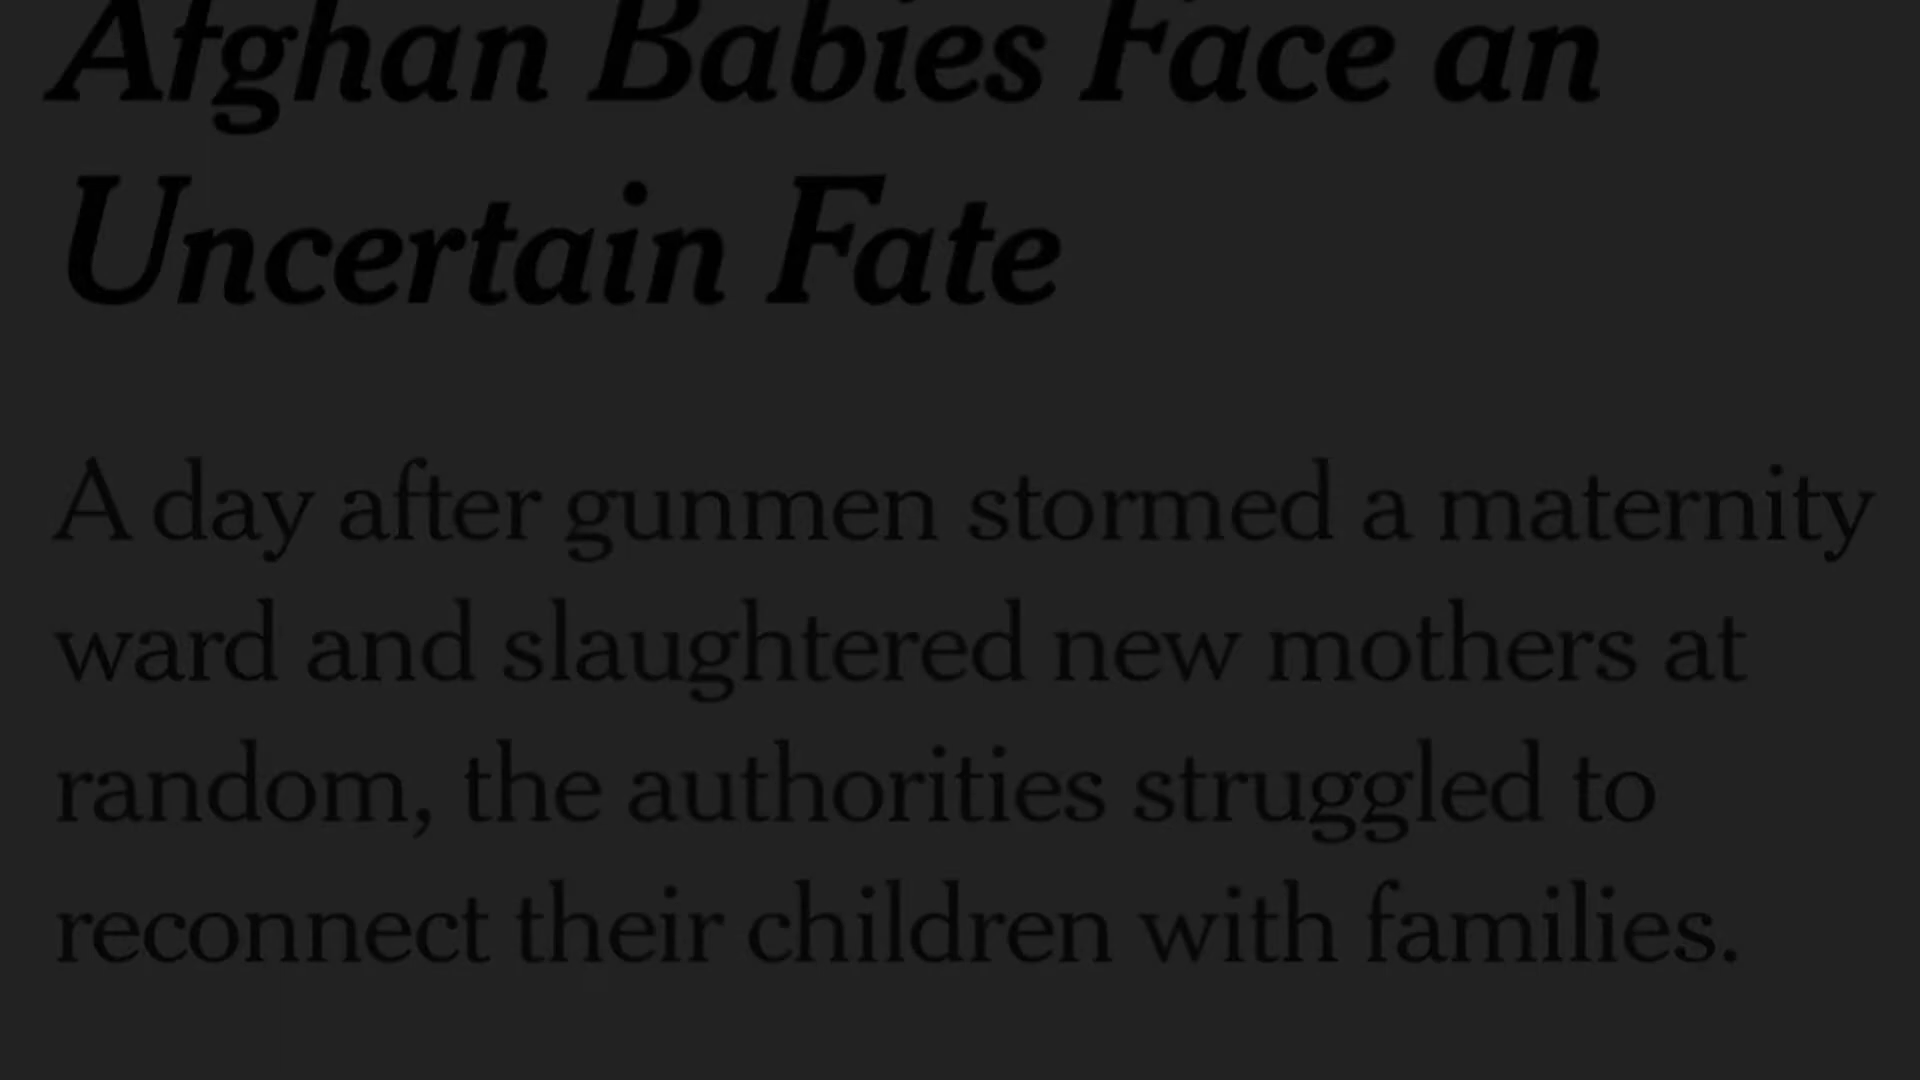 Afghan Babies Face an
Uncertain Fate
A day after gunmen stormed a maternity
ward and slaughtered new mothers at
random, the authorities struggled to
reconnect their children with families.